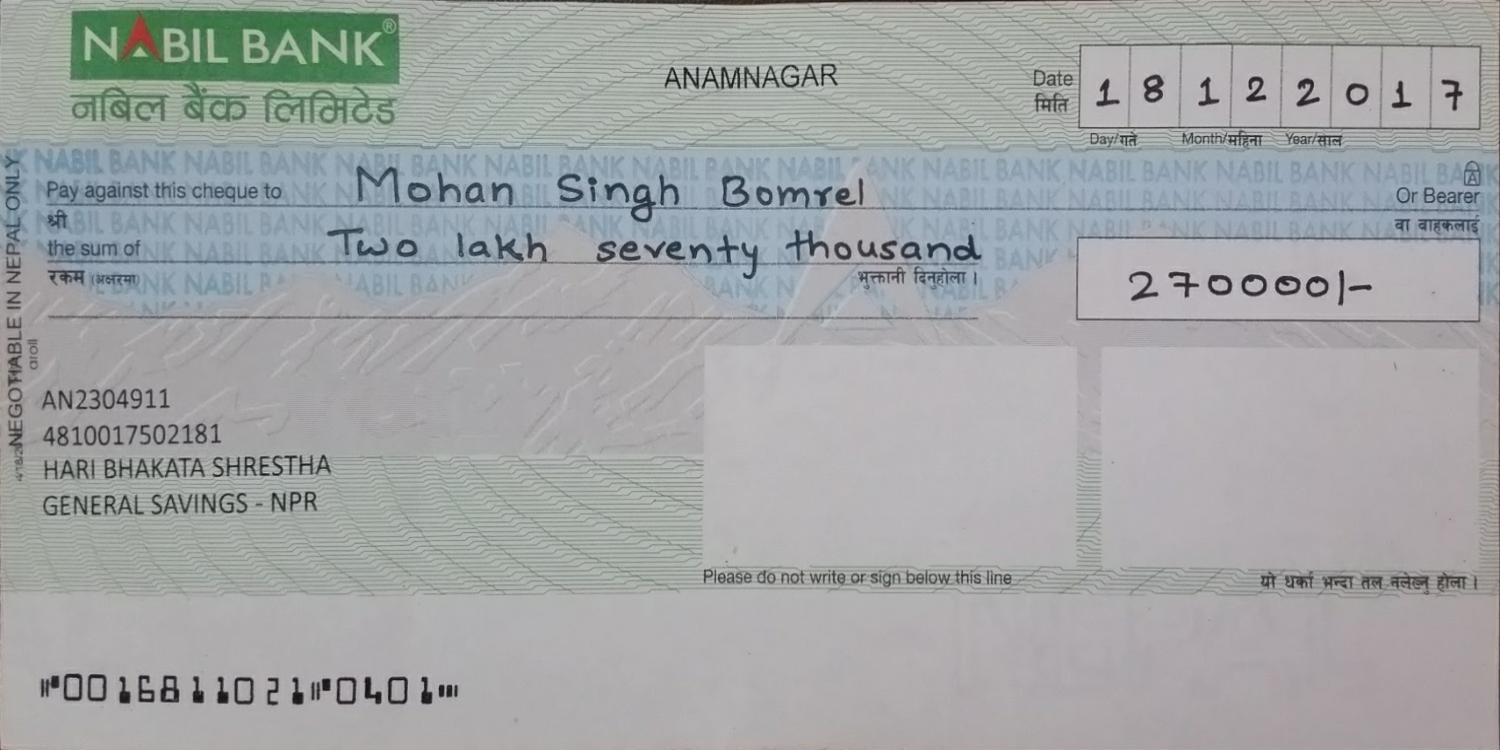 NABIL BANK®
नबिल बैंक लिमिटेड
ANAMNAGAR
Date
मिति
1 8 1 2 2 0 1 7
Day/गते Month/महिना Year/साल
Pay against this cheque to Mohan Singh Bomrel Or Bearer
श्री वा वाहकलाई
the sum of Two lakh seventy thousand
रकम (अक्षरमा) भुक्तानी दिनुहोला ।
270000/-
NEGOTIABLE IN NEPAL ONLY
AN2304911
4810017502181
HARI BHAKATA SHRESTHA
GENERAL SAVINGS - NPR
Please do not write or sign below this line यो धर्का भन्दा तल नलेख्नु होला ।
⑈0016811021⑈0401⑈